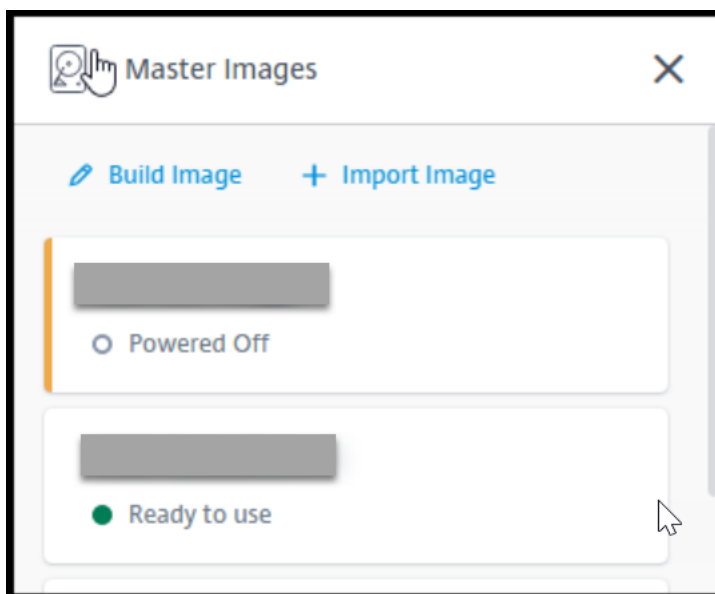 Master Images
Build Image
Import Image
Powered Off
Ready to use